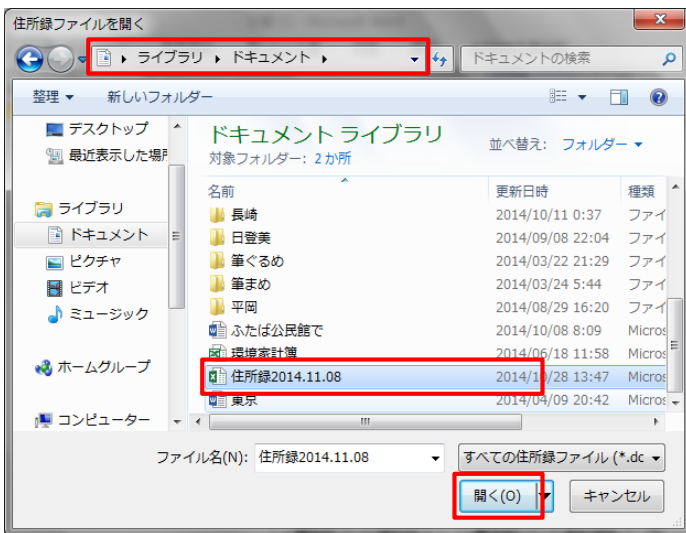 住所録ファイルを開く
ライブラリ ドキュメント
ドキュメントの検索
整理 新しいフォルダー
デスクトップ
最近表示した場所
ライブラリ
ドキュメント
ピクチャ
ビデオ
ミュージック
ホームグループ
コンピューター
ドキュメント ライブラリ
対象フォルダー: 2 か所
並べ替え: フォルダー
名前 更新日時 種類
長崎 2014/10/11 0:37 ファイ
日登美 2014/09/08 22:04 ファイ
筆ぐるめ 2014/03/22 21:29 ファイ
筆まめ 2014/03/24 5:44 ファイ
平岡 2014/08/29 16:20 ファイ
ふたば公民館で 2014/10/08 8:09 Micros
環境家計簿 2014/06/18 11:58 Micros
住所録2014.11.08 2014/10/28 13:47 Micros
東京 2014/04/09 20:42 Micros
ファイル名(N): 住所録2014.11.08
すべての住所録ファイル (*.dc
開く(O) キャンセル